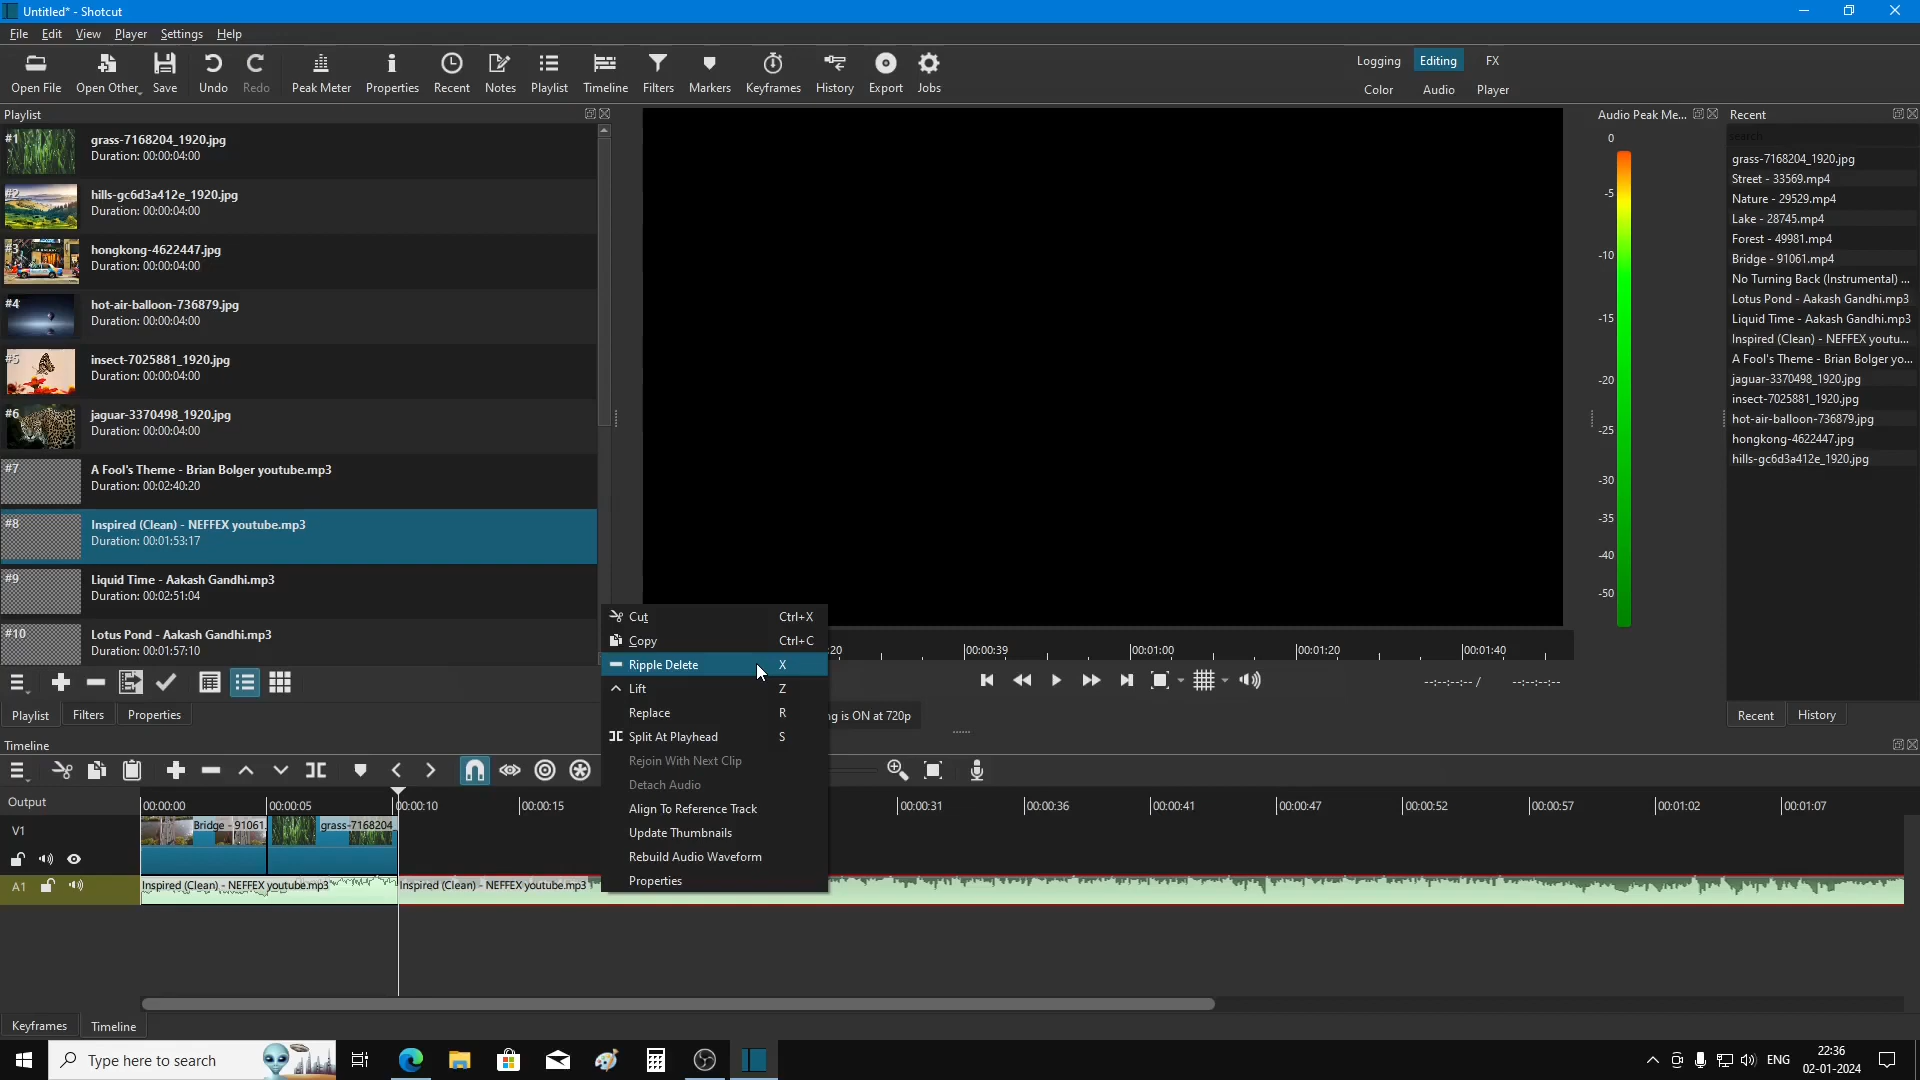 Untitled* - Shotcut
File Edit View Player Settings Help
Open File Open Other Save Undo Redo Peak Meter Properties Recent Notes Playlist Timeline Filters Markers Keyframes History Export Jobs
Logging Editing FX
Color Audio Player
Playlist
#1 grass-7168204_1920.jpg
Duration: 00:00:04:00
#2 hills-gc6d3a412e_1920.jpg
Duration: 00:00:04:00
#3 hongkong-4622447.jpg
Duration: 00:00:04:00
#4 hot-air-balloon-736879.jpg
Duration: 00:00:04:00
#5 insect-7025881_1920.jpg
Duration: 00:00:04:00
#6 jaguar-3370498_1920.jpg
Duration: 00:00:04:00
#7 A Fool's Theme - Brian Bolger youtube.mp3
Duration: 00:02:40:20
#8 Inspired (Clean) - NEFFEX youtube.mp3
Duration: 00:01:53:17
#9 Liquid Time - Aakash Gandhi.mp3
Duration: 00:02:51:04
#10 Lotus Pond - Aakash Gandhi.mp3
Duration: 00:01:57:10
Playlist Filters Properties
Cut Ctrl+X
Copy Ctrl+C
Ripple Delete X
Lift Z
Replace R
Split At Playhead S
Rejoin With Next Clip
Detach Audio
Align To Reference Track
Update Thumbnails
Rebuild Audio Waveform
Properties
:20 00:00:39 00:01:00 00:01:20 00:01:40
--:--:--:-- / --:--:--:--
ng is ON at 720p
Audio Peak Me...
0
-5
-10
-15
-20
-25
-30
-35
-40
-50
Recent
search
grass-7168204_1920.jpg
Street - 33569.mp4
Nature - 29529.mp4
Lake - 28745.mp4
Forest - 49981.mp4
Bridge - 91061.mp4
No Turning Back (Instrumental) ...
Lotus Pond - Aakash Gandhi.mp3
Liquid Time - Aakash Gandhi.mp3
Inspired (Clean) - NEFFEX youtu...
A Fool's Theme - Brian Bolger yo...
jaguar-3370498_1920.jpg
insect-7025881_1920.jpg
hot-air-balloon-736879.jpg
hongkong-4622447.jpg
hills-gc6d3a412e_1920.jpg
Recent History
Timeline
Output
00:00:00 00:00:05 00:00:10 00:00:15 00:00:31 00:00:36 00:00:41 00:00:47 00:00:52 00:00:57 00:01:02 00:01:07
V1
Bridge - 91061. grass-7168204_
A1
Inspired (Clean) - NEFFEX youtube.mp3 Inspired (Clean) - NEFFEX youtube.mp3
Keyframes Timeline
Type here to search
ENG
22:36
02-01-2024